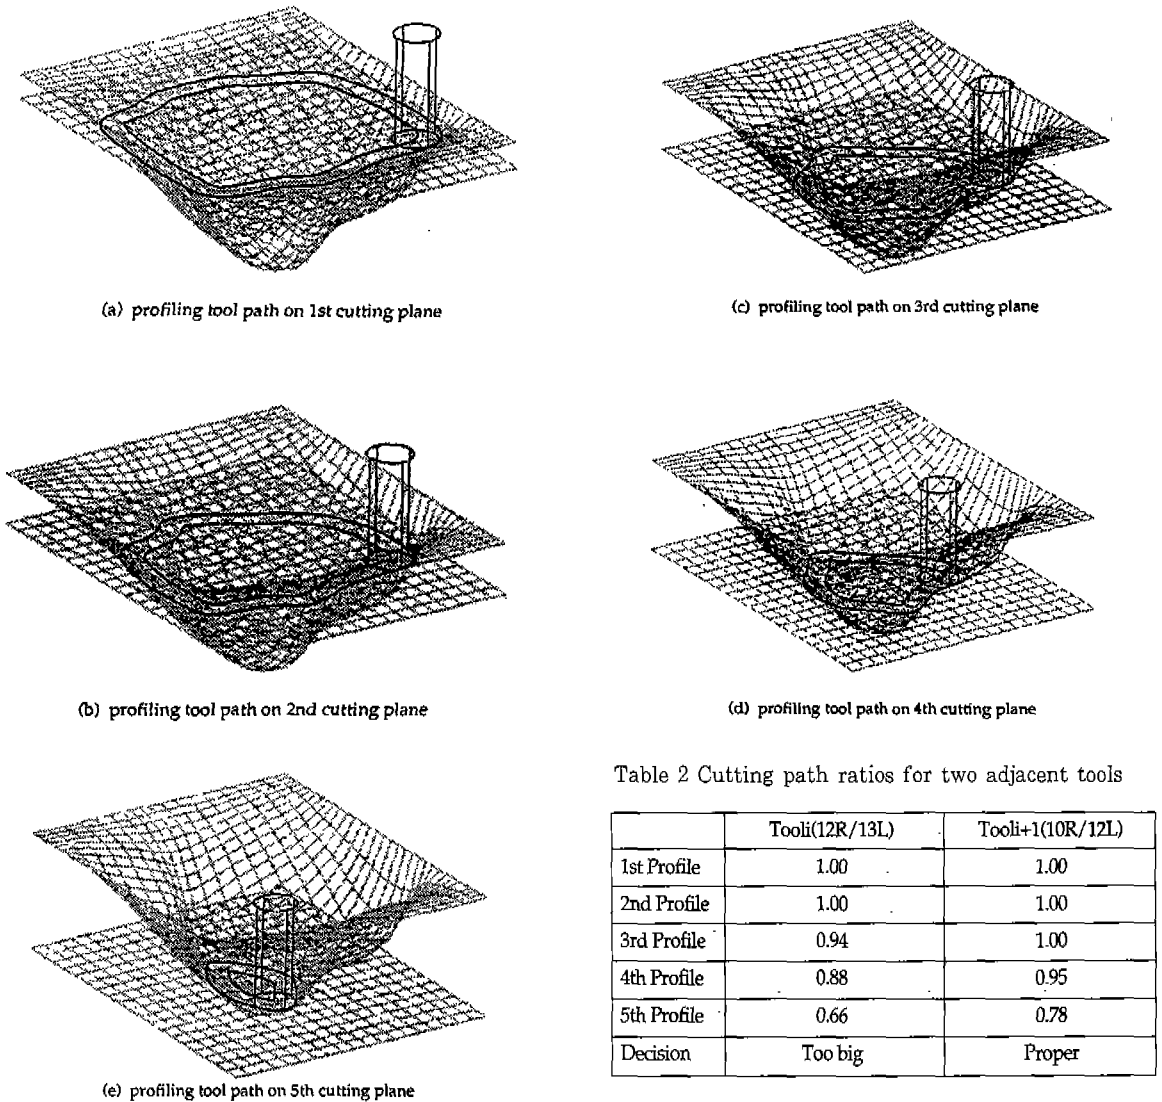 (a) profiling tool path on 1st cutting plane
(b) profiling tool path on 2nd cutting plane
(e) profiling tool path on 5th cutting plane
(c) profiling tool path on 3rd cutting plane
(d) profiling tool path on 4th cutting plane
Table 2 Cutting path ratios for two adjacent tools
Tooli(12R/13L) Tooli+1(10R/12L)
1st Profile 1.00 1.00
2nd Profile 1.00 1.00
3rd Profile 0.94 1.00
4th Profile 0.88 0.95
5th Profile 0.66 0.78
Decision Too big Proper